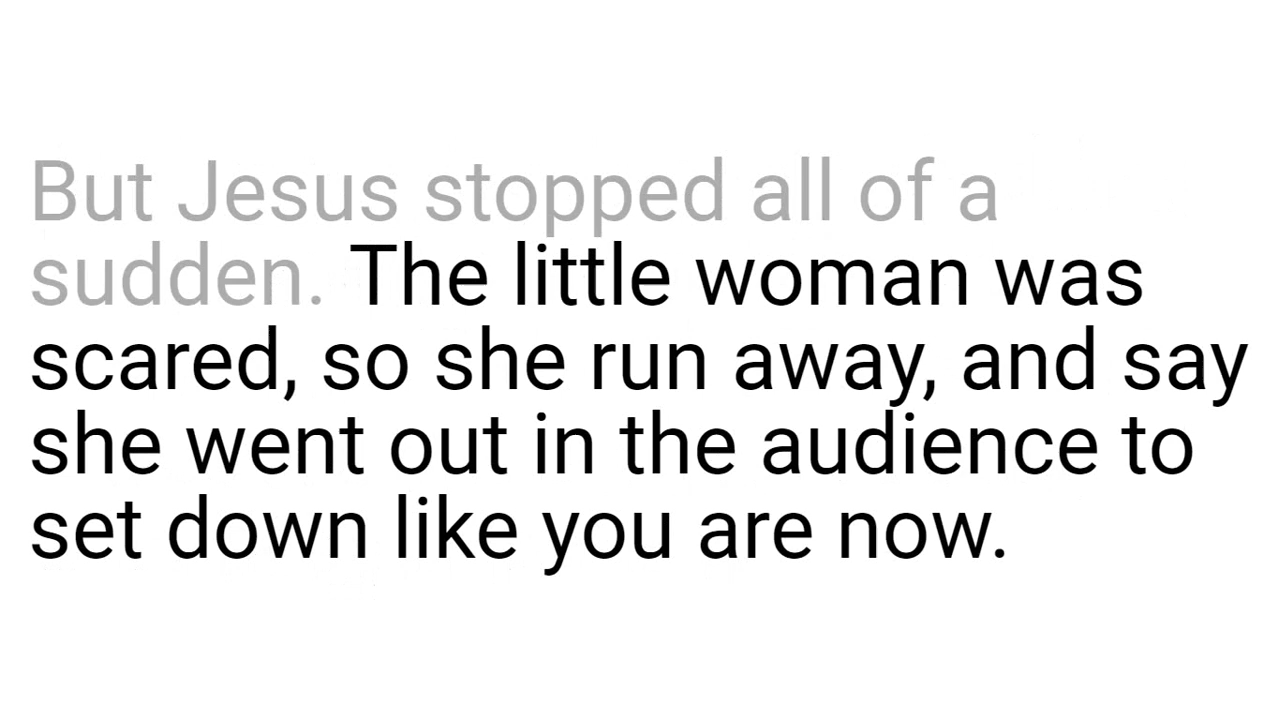 But Jesus stopped all of a
sudden. The little woman was
scared, so she run away, and say
she went out in the audience to
set down like you are now.